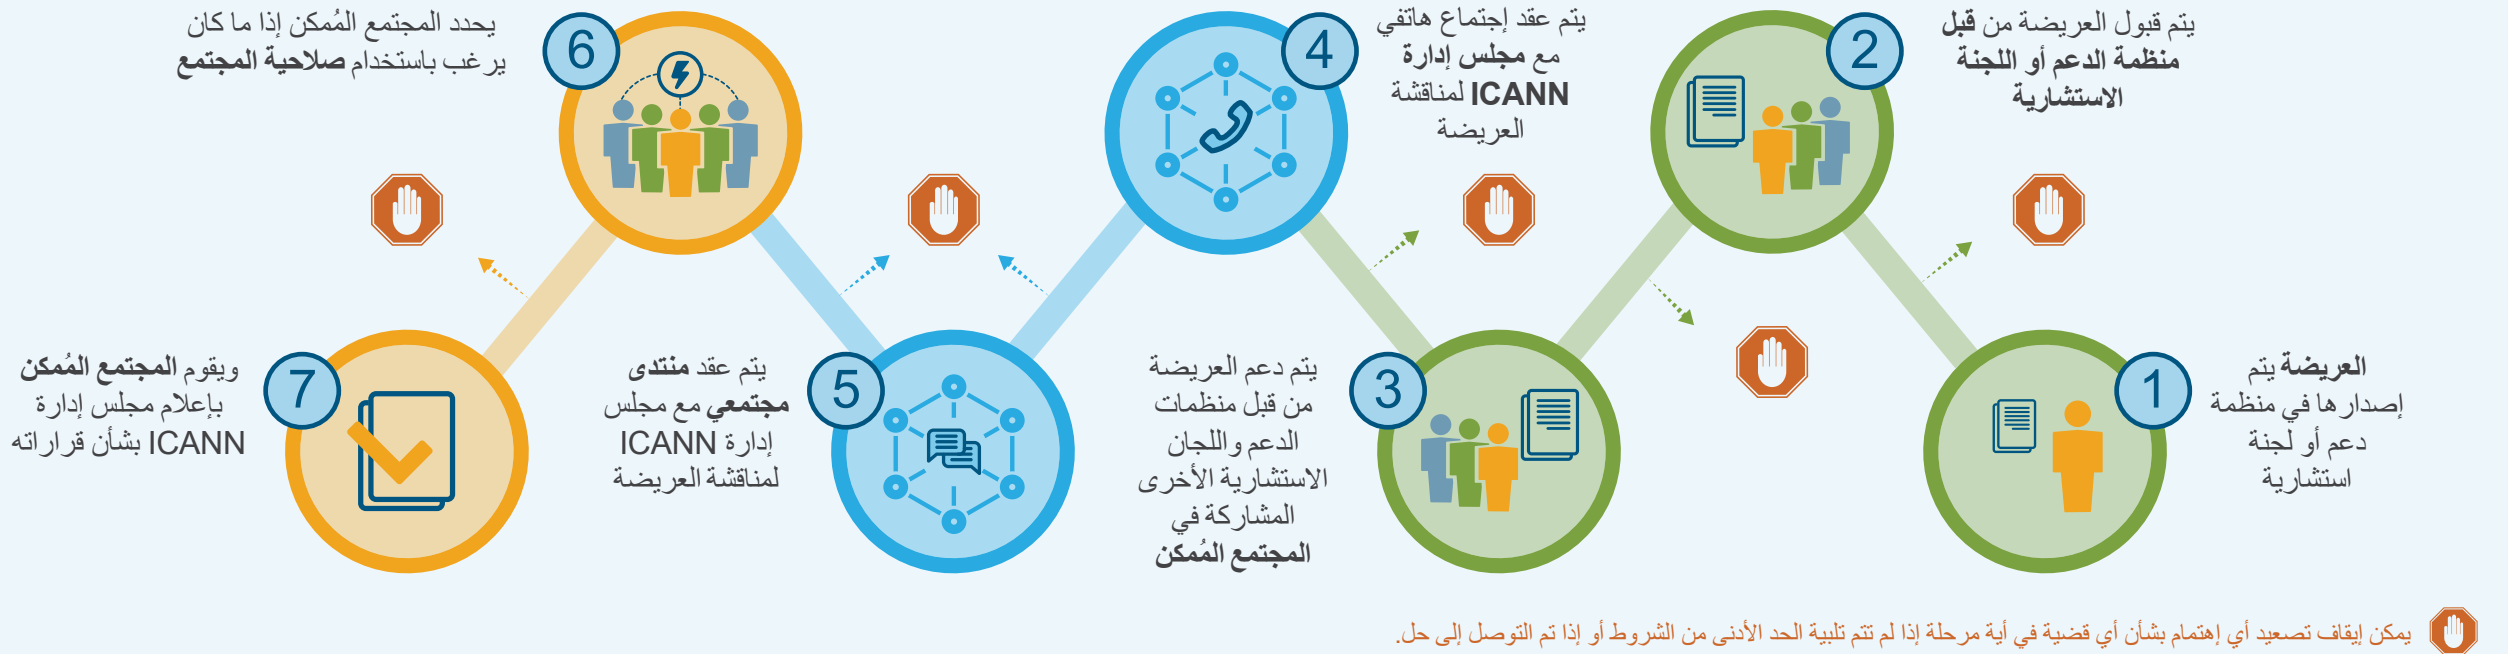 1
العريضة يتم
إصدارها في منظمة
دعم أو لجنة
استشارية
2
يتم قبول العريضة من قبل
منظمة الدعم أو اللجنة
الاستشارية
3
يتم دعم العريضة
من قبل منظمات
الدعم واللجان
الاستشارية الأخرى
المشاركة في
المجتمع المُمكن
4
يتم عقد إجتماع هاتفي
مع مجلس إدارة
ICANN لمناقشة
العريضة
5
يتم عقد منتدى
مجتمعي مع مجلس
إدارة ICANN
لمناقشة العريضة
6
يحدد المجتمع المُمكن إذا ما كان
يرغب باستخدام صلاحية المجتمع
7
ويقوم المجتمع المُمكن
بإعلام مجلس إدارة
ICANN بشأن قراراته
يمكن إيقاف تصعيد أي إهتمام بشأن أي قضية في أية مرحلة إذا لم تتم تلبية الحد الأدنى من الشروط أو إذا تم التوصل إلى حل.